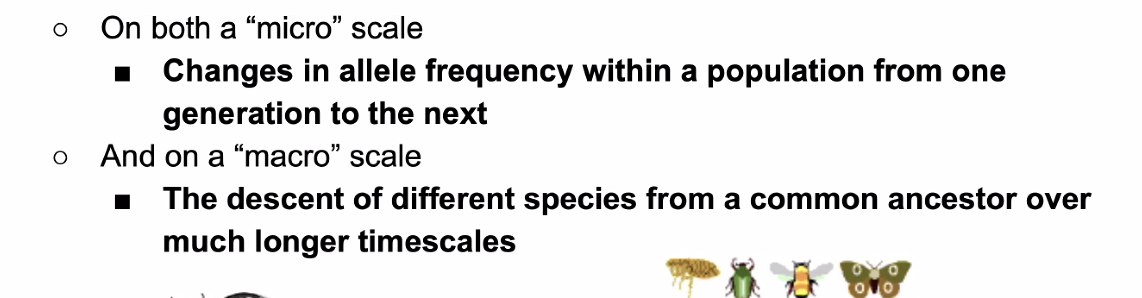 ○ On both a “micro” scale
■ Changes in allele frequency within a population from one
generation to the next
○ And on a “macro” scale
■ The descent of different species from a common ancestor over
much longer timescales